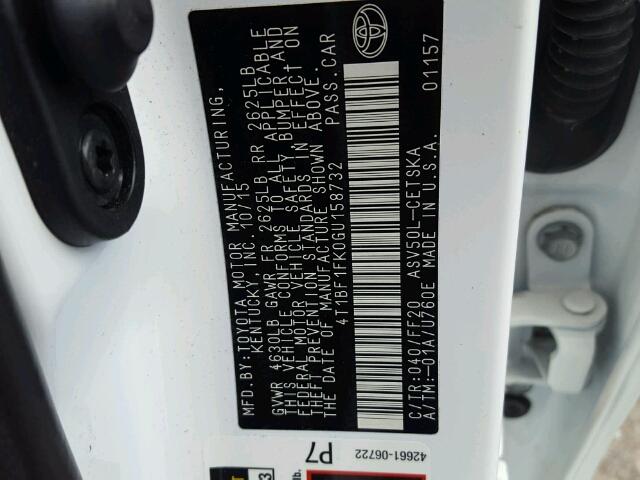 MFD. BY: TOYOTA MOTOR MANUFACTURING,
KENTUCKY, INC. 10/15
GVWR 4630LB GAWR FR 2625LB RR 2625LB
THIS VEHICLE CONFORMS TO ALL APPLICABLE
FEDERAL MOTOR VEHICLE SAFETY, BUMPER AND
THEFT PREVENTION STANDARDS IN EFFECT ON
THE DATE OF MANUFACTURE SHOWN ABOVE.
4T1BF1FK0GU158732 PASS. CAR
C/TR:040/FF20 ASV50L-CETSKA 01157
A/TM:-01A/U760E MADE IN U.S.A.
42661-06722
P7